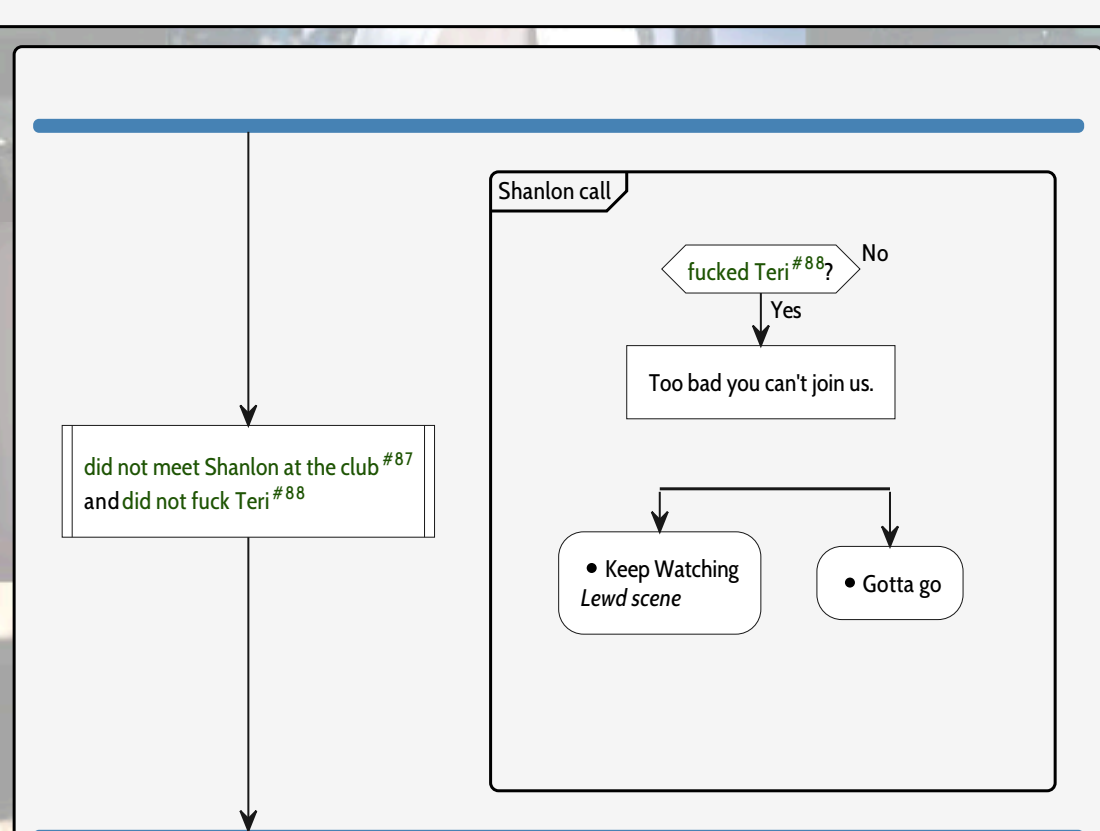 Shanlon call
fucked Teri #88?
No
Yes
Too bad you can't join us.
did not meet Shanlon at the club #87
and did not fuck Teri #88
• Keep Watching
Lewd scene
• Gotta go